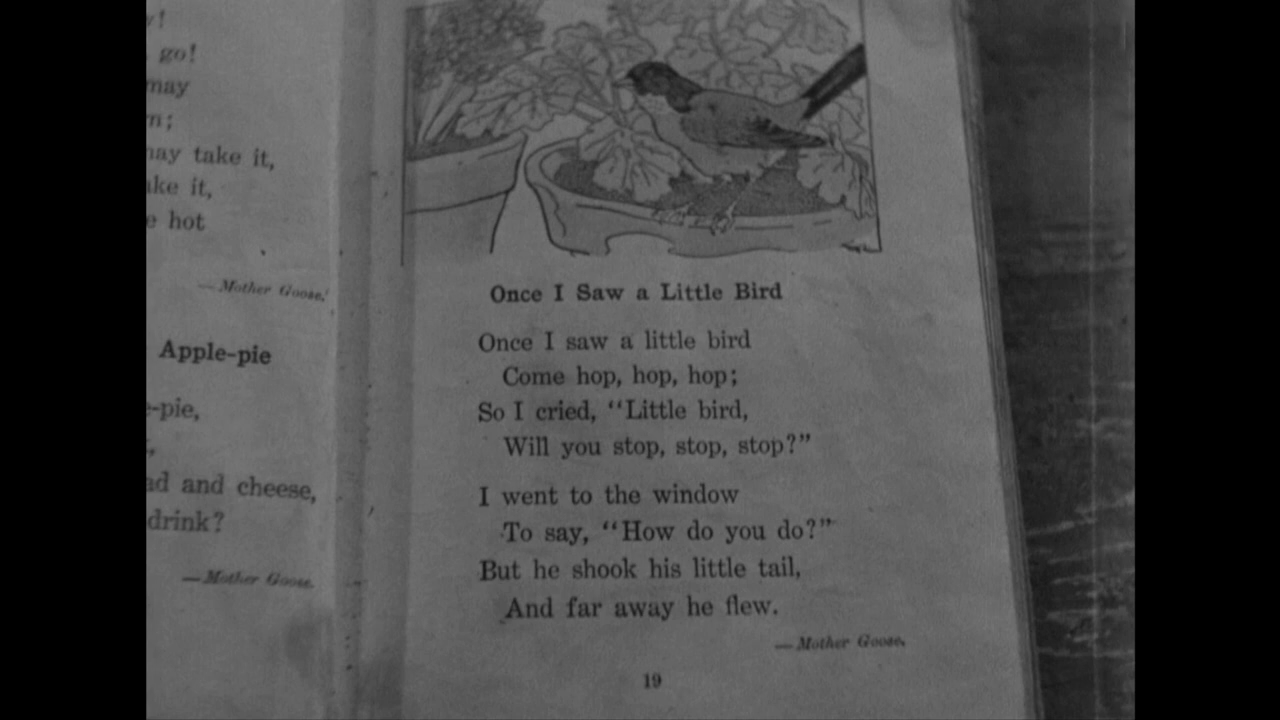 go!
may
take it,
it,
hot
— Mother Goose.
Apple-pie
-pie,
and cheese,
drink?
— Mother Goose.
Once I Saw a Little Bird
Once I saw a little bird
Come hop, hop, hop;
So I cried, “Little bird,
Will you stop, stop, stop?”
I went to the window
To say, “How do you do?”
But he shook his little tail,
And far away he flew.
— Mother Goose.
19